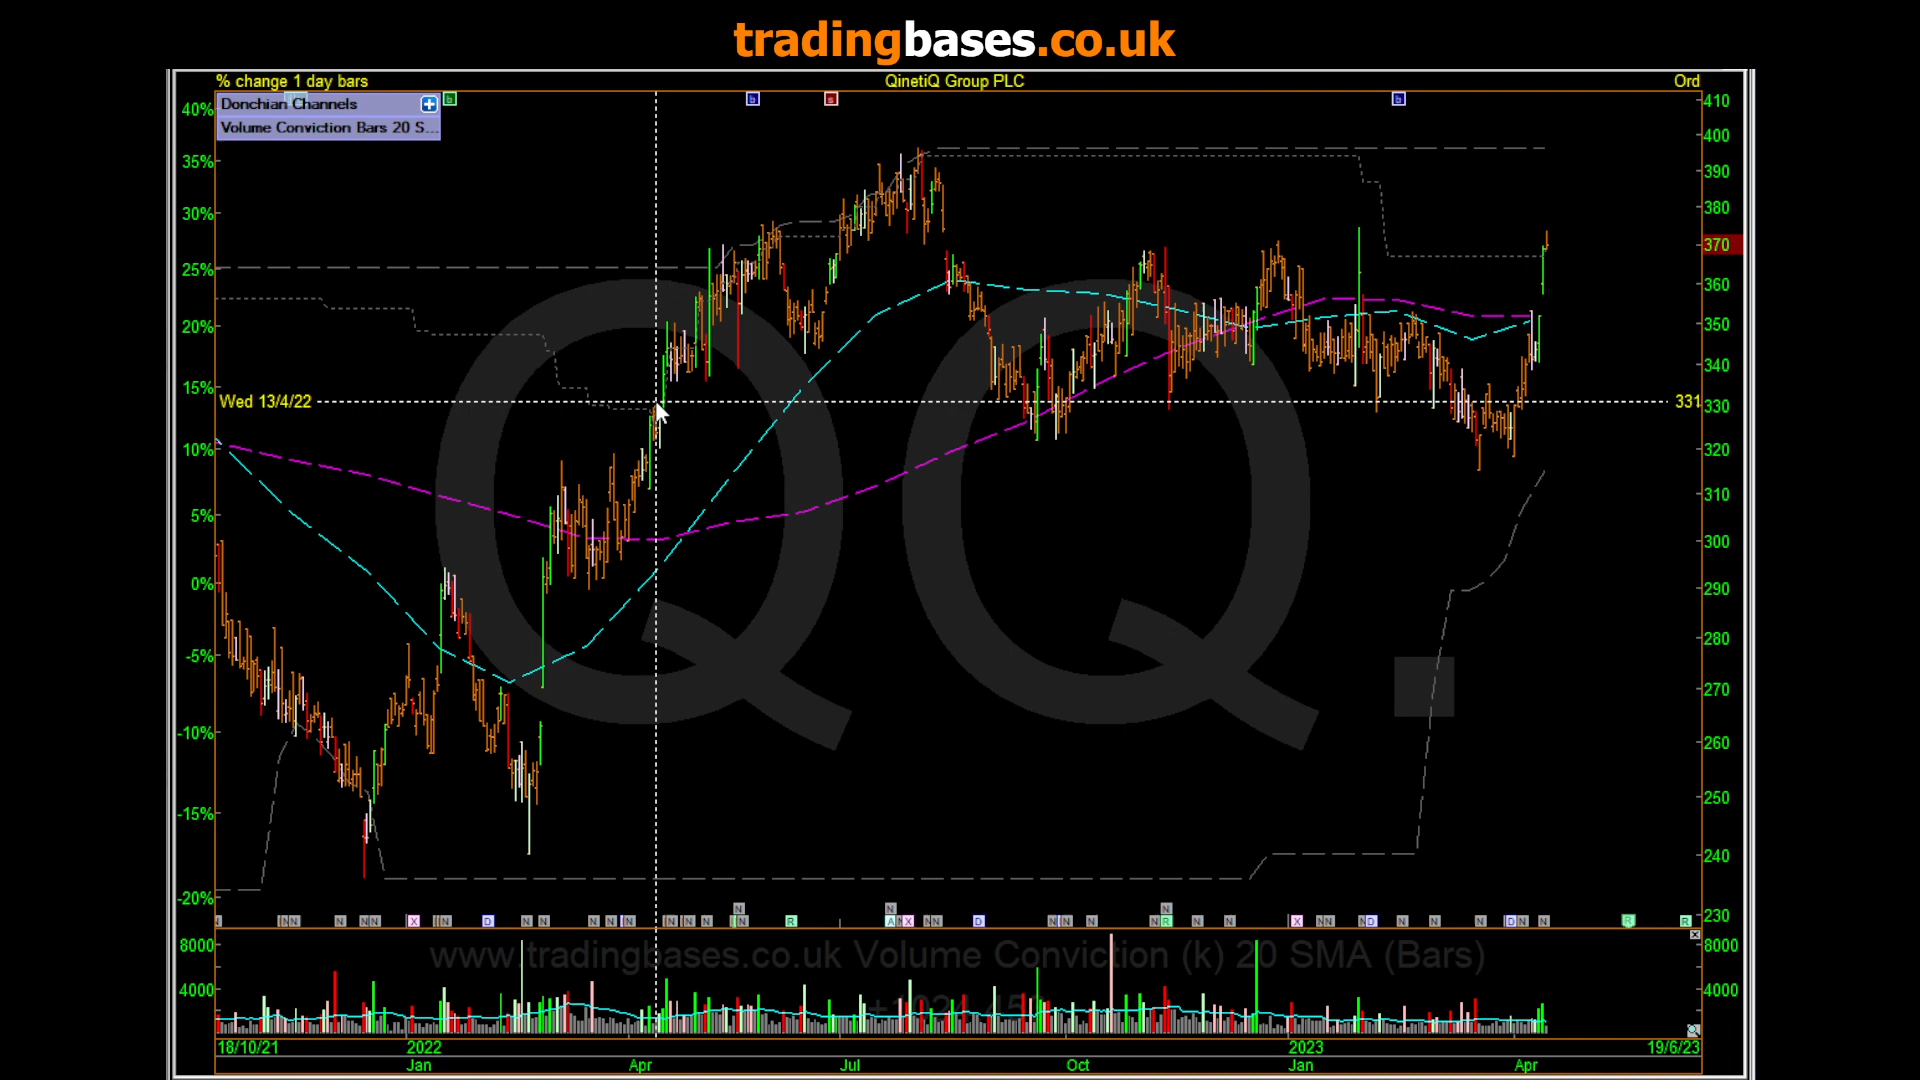 tradingbases.co.uk
% change 1 day bars QinetiQ Group PLC Ord
Donchian Channels
Volume Conviction Bars 20 S...
b b s b
40% 410
400
35% 390
30% 380
370
25% 360
20% 350
340
15% 330
Wed 13/4/22 331
10% 320
310
5% 300
0% 290
280
-5% 270
-10% 260
250
-15% 240
-20% 230
QQ.
8000 8000
www.tradingbases.co.uk Volume Conviction (k) 20 SMA (Bars)
4000 4000
18/10/21 2022 2023 19/6/23
Jan Apr Jul Oct Jan Apr